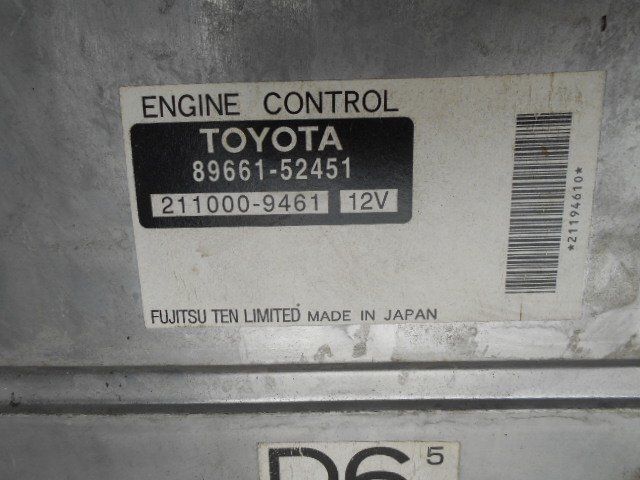 ENGINE CONTROL
TOYOTA
89661-52451
211000-9461 12V
*21194610*
FUJITSU TEN LIMITED MADE IN JAPAN
D6 5